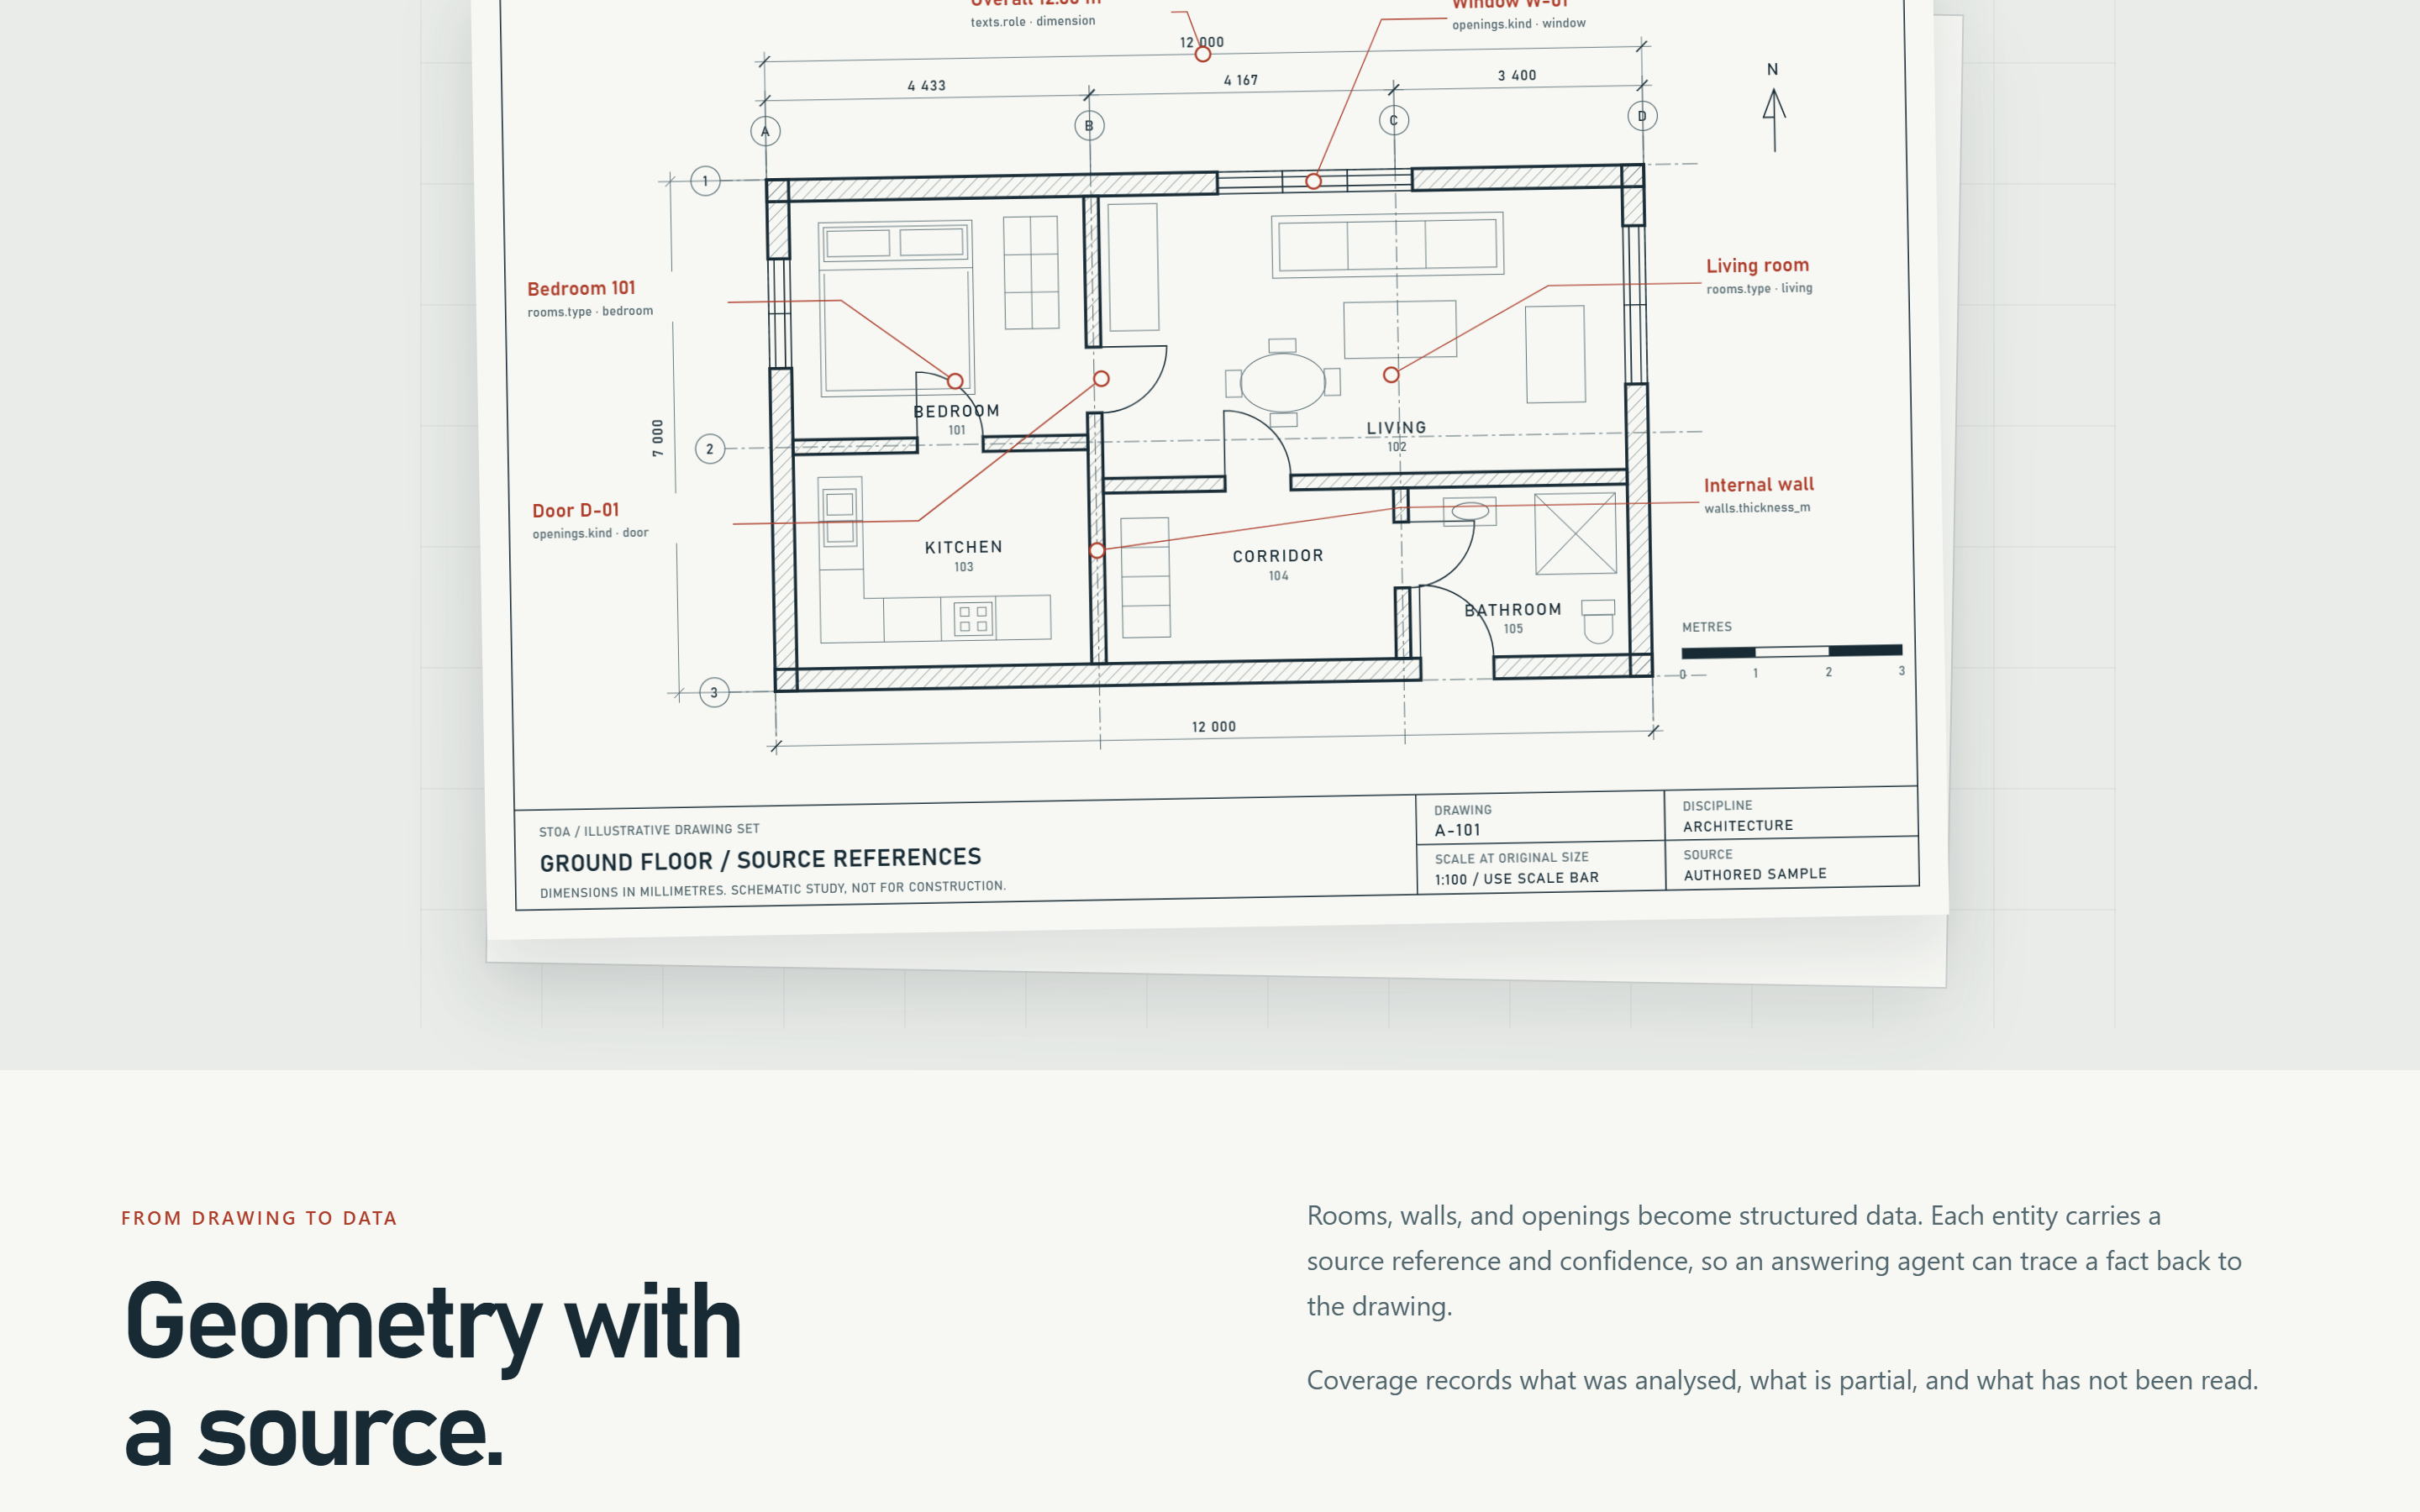 Overall 12.00 m
texts.role · dimension
Window W-01
openings.kind · window
12 000
4 433
4 167
3 400
N
A
B
C
D
1
Bedroom 101
rooms.type · bedroom
Living room
rooms.type · living
BEDROOM
101
LIVING
102
7 000
2
Door D-01
openings.kind · door
Internal wall
walls.thickness_m
KITCHEN
103
CORRIDOR
104
BATHROOM
105
METRES
0 1 2 3
3
12 000
STOA / ILLUSTRATIVE DRAWING SET
GROUND FLOOR / SOURCE REFERENCES
DIMENSIONS IN MILLIMETRES. SCHEMATIC STUDY, NOT FOR CONSTRUCTION.
DRAWING
A-101
DISCIPLINE
ARCHITECTURE
SCALE AT ORIGINAL SIZE
1:100 / USE SCALE BAR
SOURCE
AUTHORED SAMPLE
FROM DRAWING TO DATA
Geometry with
a source.
Rooms, walls, and openings become structured data. Each entity carries a
source reference and confidence, so an answering agent can trace a fact back to
the drawing.
Coverage records what was analysed, what is partial, and what has not been read.